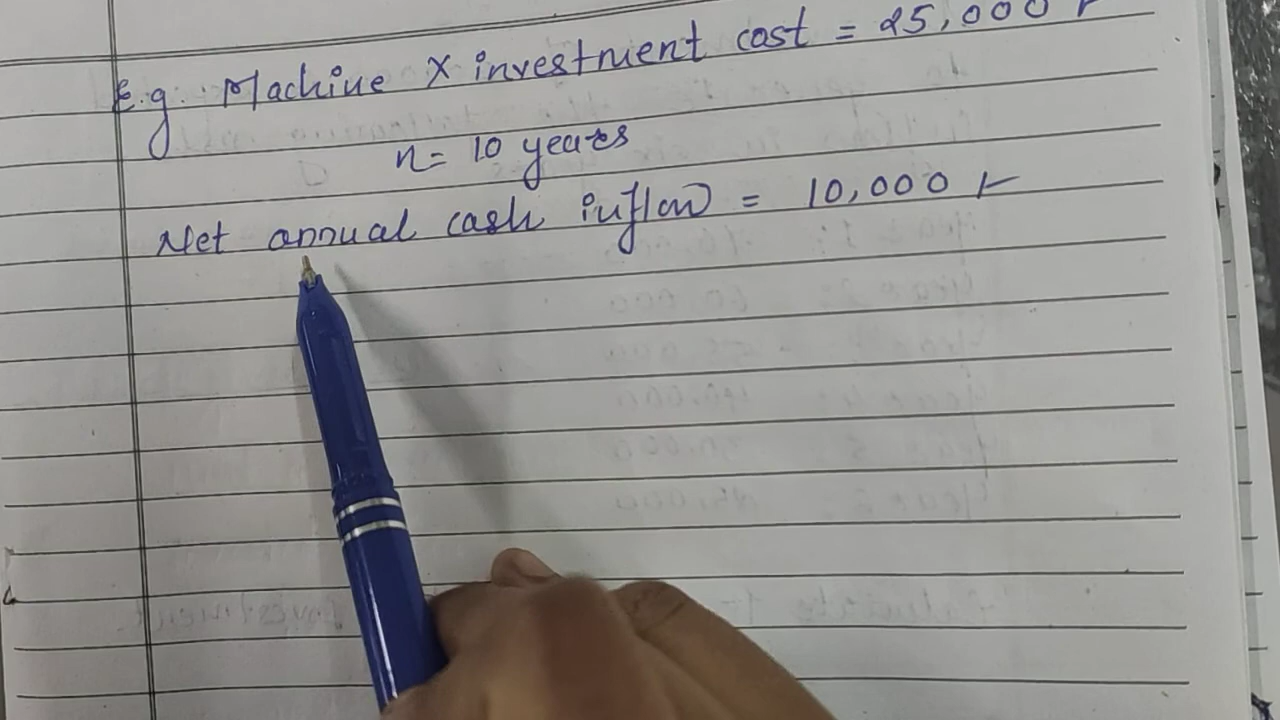 E.g. Machine X investment cost = 25,000
n= 10 years
Net annual cash inflow = 10,000